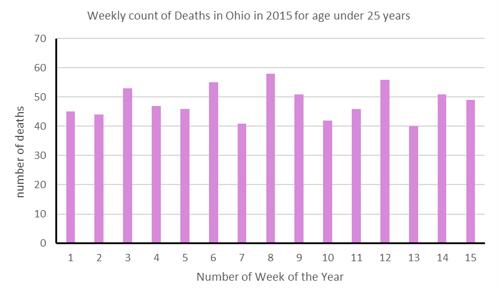 Weekly count of Deaths in Ohio in 2015 for age under 25 years
number of deaths
70
60
50
40
30
20
10
0
1 2 3 4 5 6 7 8 9 10 11 12 13 14 15
Number of Week of the Year